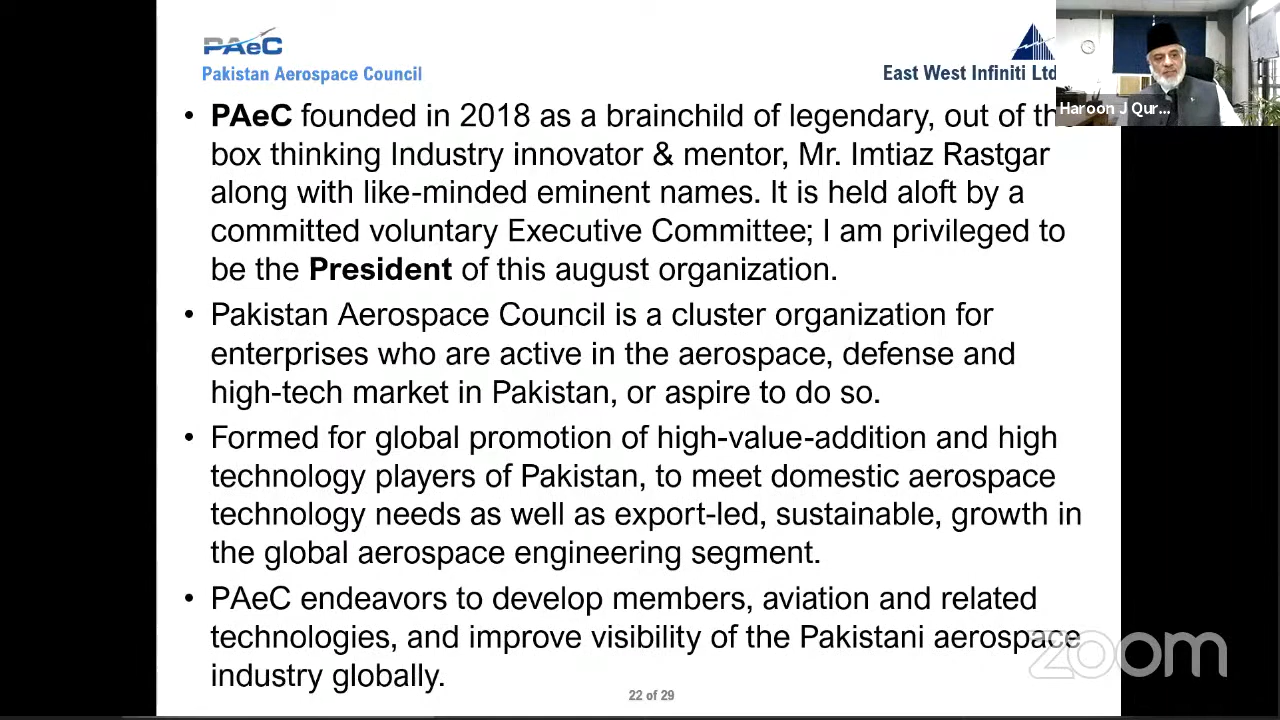 PAeC
Pakistan Aerospace Council
East West Infiniti Ltd
Haroon J Qur...
• PAeC founded in 2018 as a brainchild of legendary, out of th
box thinking Industry innovator & mentor, Mr. Imtiaz Rastgar
along with like-minded eminent names. It is held aloft by a
committed voluntary Executive Committee; I am privileged to
be the President of this august organization.
• Pakistan Aerospace Council is a cluster organization for
enterprises who are active in the aerospace, defense and
high-tech market in Pakistan, or aspire to do so.
• Formed for global promotion of high-value-addition and high
technology players of Pakistan, to meet domestic aerospace
technology needs as well as export-led, sustainable, growth in
the global aerospace engineering segment.
• PAeC endeavors to develop members, aviation and related
technologies, and improve visibility of the Pakistani aerospace
industry globally.
zoom
22 of 29